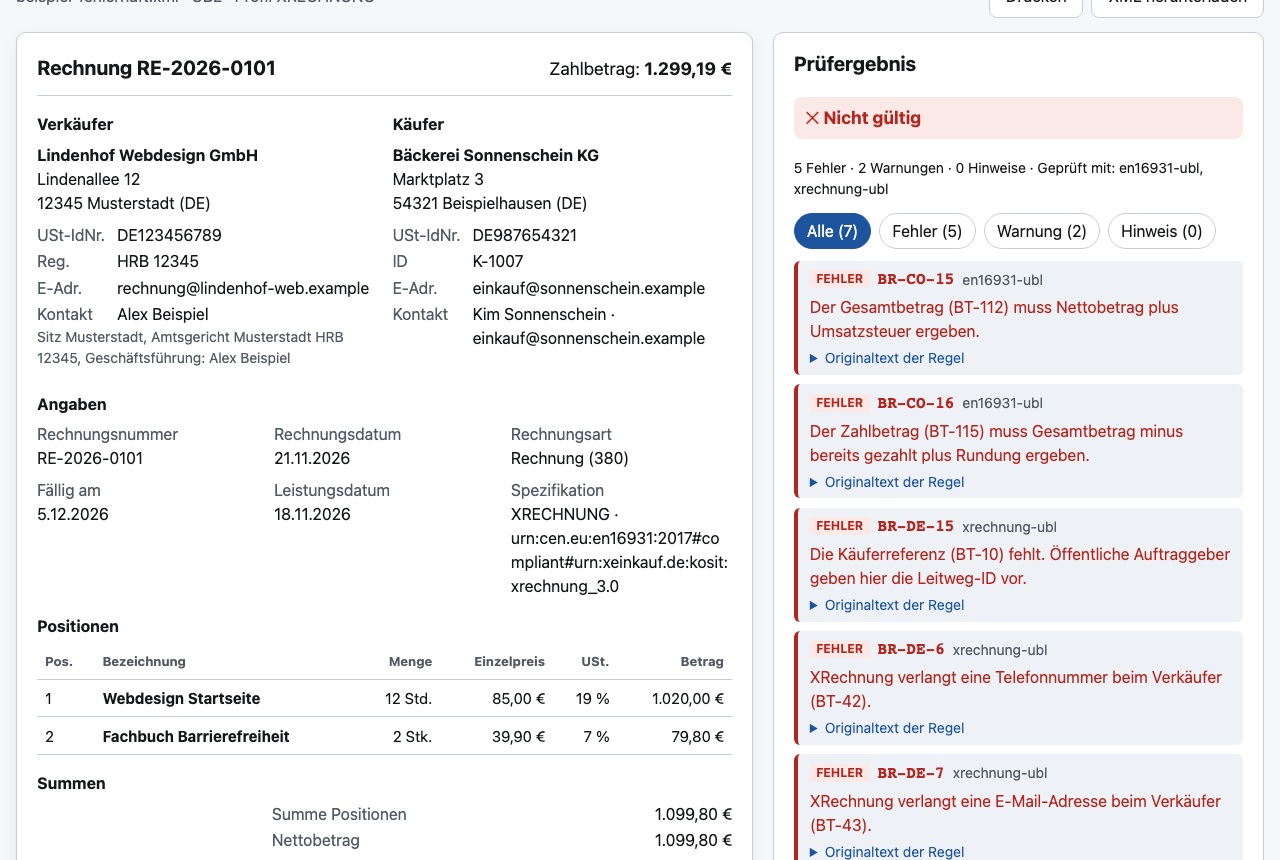 Rechnung RE-2026-0101
Zahlbetrag: 1.299,19 €
Verkäufer
Lindenhof Webdesign GmbH
Lindenallee 12
12345 Musterstadt (DE)
USt-IdNr. DE123456789
Reg. HRB 12345
E-Adr. rechnung@lindenhof-web.example
Kontakt Alex Beispiel
Sitz Musterstadt, Amtsgericht Musterstadt HRB
12345, Geschäftsführung: Alex Beispiel
Käufer
Bäckerei Sonnenschein KG
Marktplatz 3
54321 Beispielhausen (DE)
USt-IdNr. DE987654321
ID K-1007
E-Adr. einkauf@sonnenschein.example
Kontakt Kim Sonnenschein ·
einkauf@sonnenschein.example
Angaben
Rechnungsnummer
RE-2026-0101
Rechnungsdatum
21.11.2026
Rechnungsart
Rechnung (380)
Fällig am
5.12.2026
Leistungsdatum
18.11.2026
Spezifikation
XRECHNUNG ·
urn:cen.eu:en16931:2017#co
mpliant#urn:xeinkauf.de:kosit:
xrechnung_3.0
Positionen
Pos. Bezeichnung Menge Einzelpreis USt. Betrag
1 Webdesign Startseite 12 Std. 85,00 € 19 % 1.020,00 €
2 Fachbuch Barrierefreiheit 2 Stk. 39,90 € 7 % 79,80 €
Summen
Summe Positionen 1.099,80 €
Nettobetrag 1.099,80 €
Prüfergebnis
Nicht gültig
5 Fehler · 2 Warnungen · 0 Hinweise · Geprüft mit: en16931-ubl,
xrechnung-ubl
Alle (7) Fehler (5) Warnung (2) Hinweis (0)
FEHLER BR-CO-15 en16931-ubl
Der Gesamtbetrag (BT-112) muss Nettobetrag plus
Umsatzsteuer ergeben.
Originaltext der Regel
FEHLER BR-CO-16 en16931-ubl
Der Zahlbetrag (BT-115) muss Gesamtbetrag minus
bereits gezahlt plus Rundung ergeben.
Originaltext der Regel
FEHLER BR-DE-15 xrechnung-ubl
Die Käuferreferenz (BT-10) fehlt. Öffentliche Auftraggeber
geben hier die Leitweg-ID vor.
Originaltext der Regel
FEHLER BR-DE-6 xrechnung-ubl
XRechnung verlangt eine Telefonnummer beim Verkäufer
(BT-42).
Originaltext der Regel
FEHLER BR-DE-7 xrechnung-ubl
XRechnung verlangt eine E-Mail-Adresse beim Verkäufer
(BT-43).
Originaltext der Regel